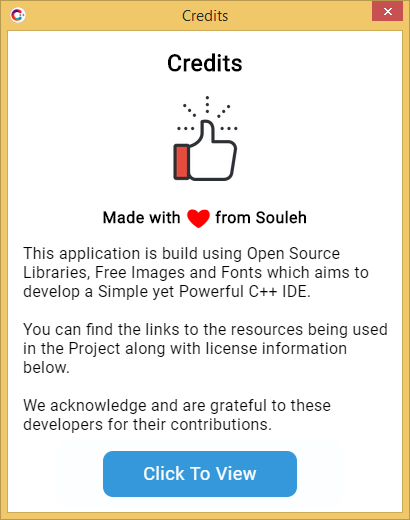 Credits
Credits
Made with from Souleh
This application is build using Open Source
Libraries, Free Images and Fonts which aims to
develop a Simple yet Powerful C++ IDE.
You can find the links to the resources being used
in the Project along with license information
below.
We acknowledge and are grateful to these
developers for their contributions.
Click To View